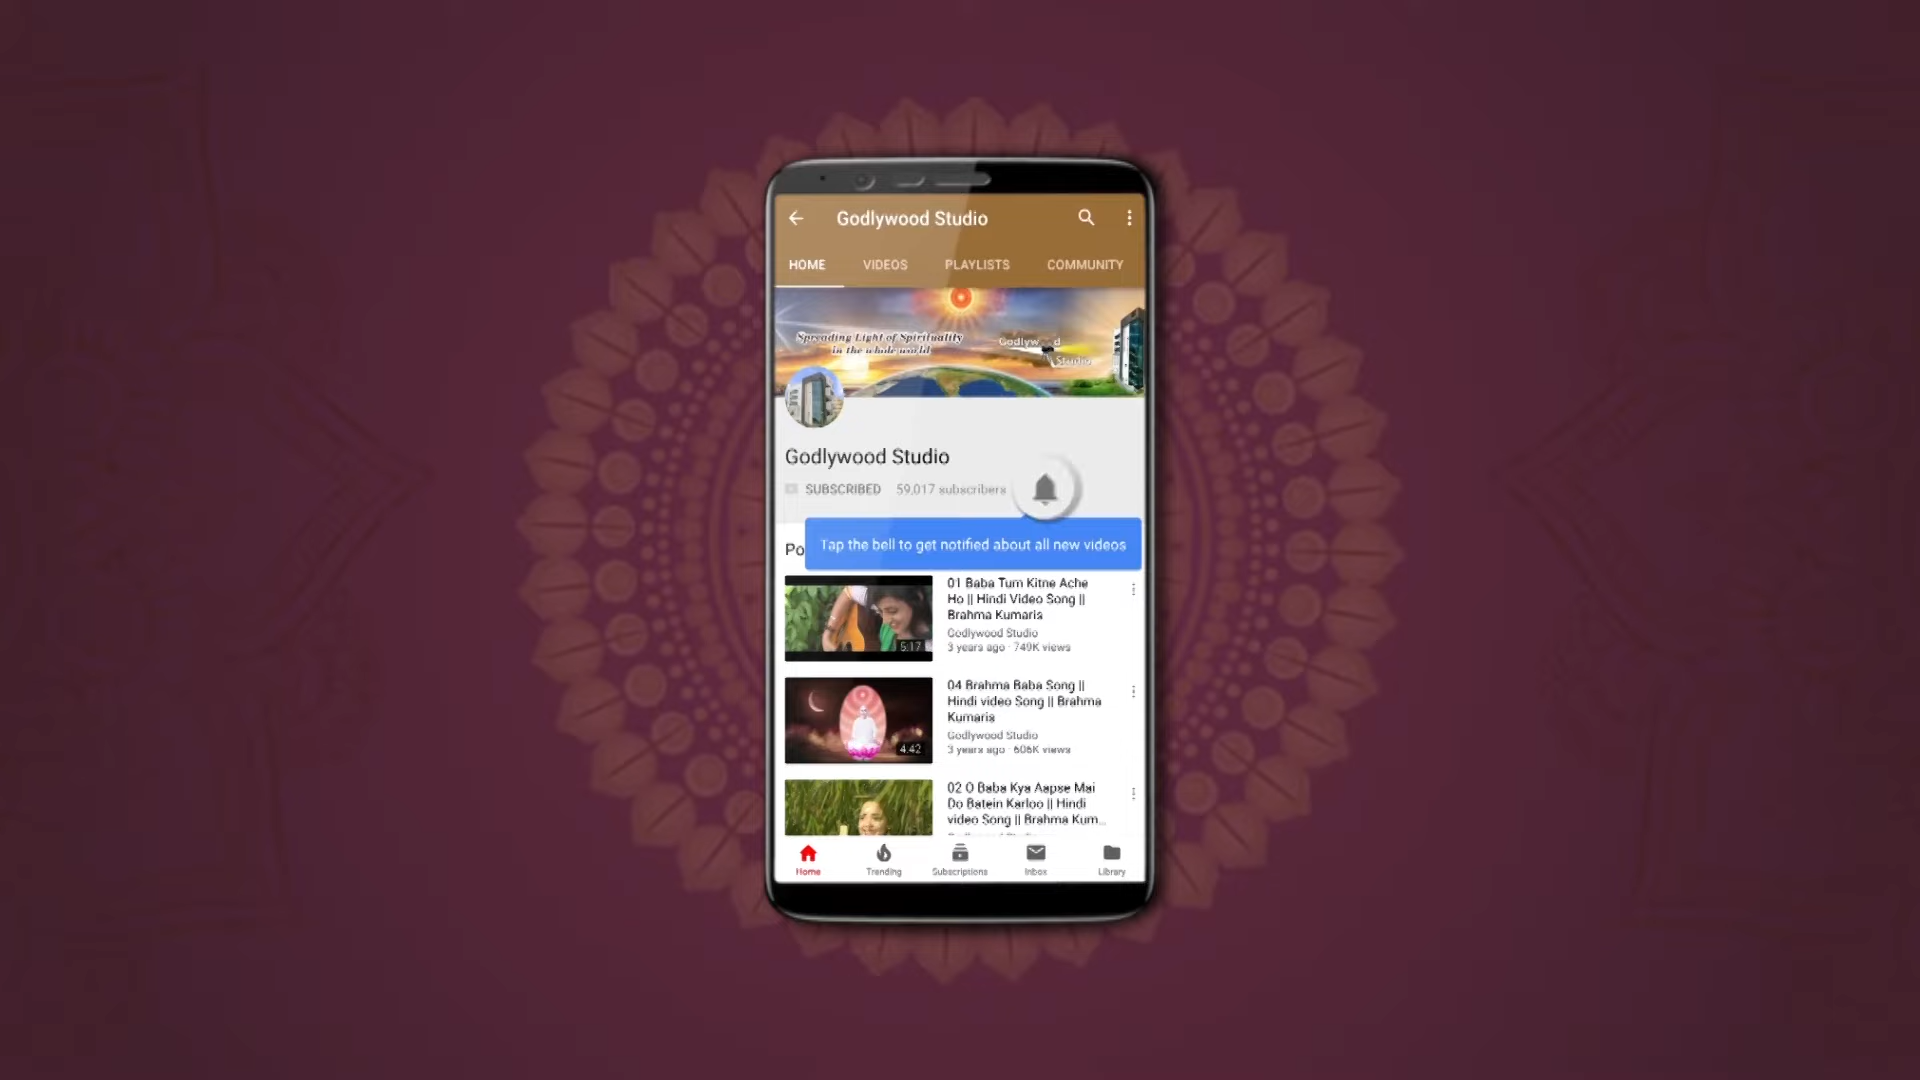 Godlywood Studio
HOME VIDEOS PLAYLISTS COMMUNITY
Spreading Light of Spirituality
in the whole world
Godlyw d
Studio
Godlywood Studio
SUBSCRIBED 59,017 subscribers
Po
Tap the bell to get notified about all new videos
01 Baba Tum Kitne Ache
Ho || Hindi Video Song ||
Brahma Kumaris
Godlywood Studio
3 years ago · 749K views
5:17
04 Brahma Baba Song ||
Hindi video Song || Brahma
Kumaris
Godlywood Studio
3 years ago · 606K views
4:42
02 O Baba Kya Aapse Mai
Do Batein Karloo || Hindi
video Song || Brahma Kum...
Home Trending Subscriptions Inbox Library